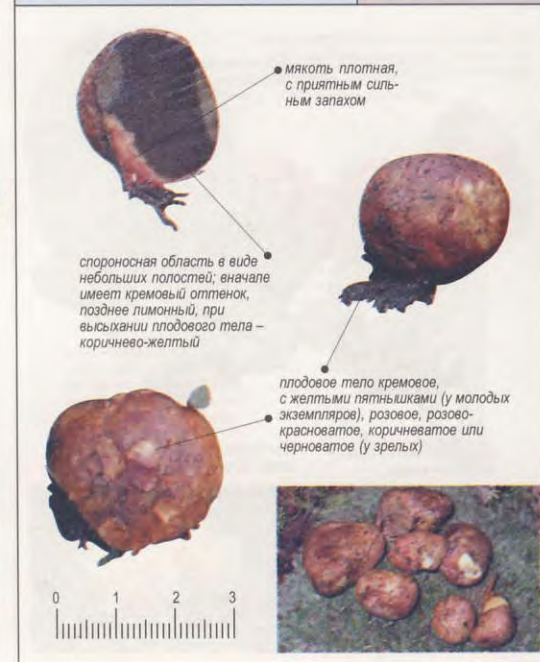 мякоть плотная,
с приятным силь-
ным запахом
спороносная область в виде
небольших полостей; вначале
имеет кремовый оттенок,
позднее лимонный, при
высыхании плодового тела –
коричнево-желтый
плодовое тело кремовое,
с желтыми пятнышками (у молодых
экземпляров), розовое, розово-
красноватое, коричневатое или
черноватое (у зрелых)
0 1 2 3